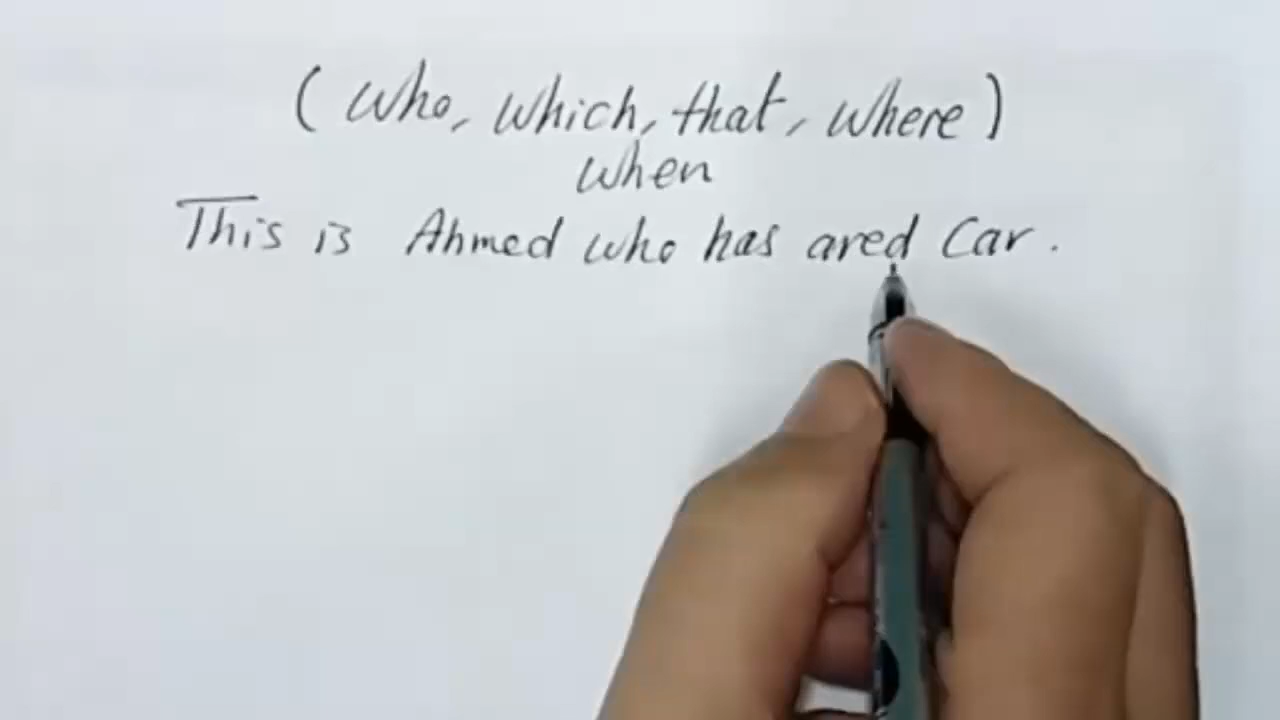 (who, which, that, where)
when
This is Ahmed who has ared Car.